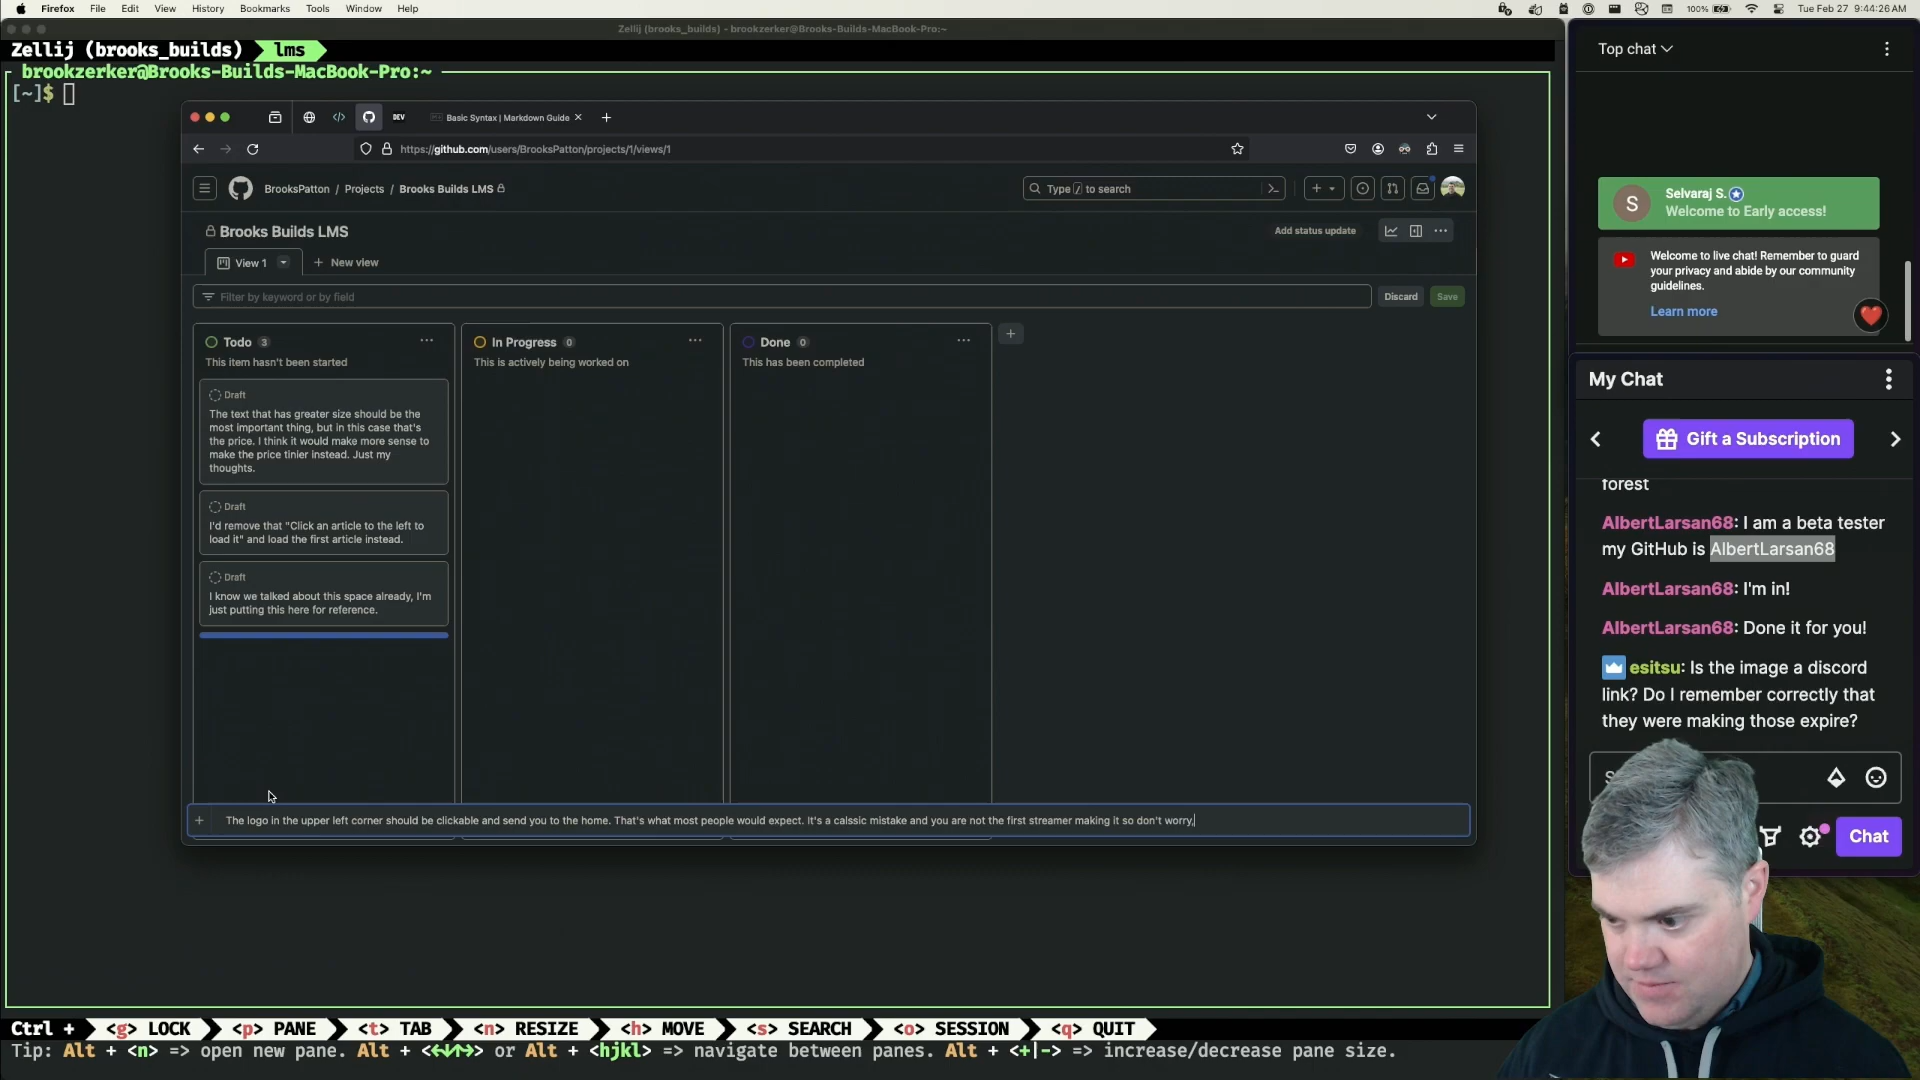 Firefox File Edit View History Bookmarks Tools Window Help
100% Tue Feb 27 9:44:26 AM
Zellij (brooks_builds) - brookzerker@Brooks-Builds-MacBook-Pro:~
Zellij (brooks_builds) lms
brookzerker@Brooks-Builds-MacBook-Pro:~
[~]$
DEV Basic Syntax | Markdown Guide
https://github.com/users/BrooksPatton/projects/1/views/1
BrooksPatton / Projects / Brooks Builds LMS
Type / to search
Brooks Builds LMS
Add status update
View 1 + New view
Filter by keyword or by field
Discard Save
Todo 3
This item hasn't been started
Draft
The text that has greater size should be the
most important thing, but in this case that's
the price. I think it would make more sense to
make the price tinier instead. Just my
thoughts.
Draft
I'd remove that "Click an article to the left to
load it" and load the first article instead.
Draft
I know we talked about this space already, I'm
just putting this here for reference.
In Progress 0
This is actively being worked on
Done 0
This has been completed
+ The logo in the upper left corner should be clickable and send you to the home. That's what most people would expect. It's a calssic mistake and you are not the first streamer making it so don't worry,
Ctrl + <g> LOCK <p> PANE <t> TAB <n> RESIZE <h> MOVE <s> SEARCH <o> SESSION <q> QUIT
Tip: Alt + <n> => open new pane. Alt + <←↓↑→> or Alt + <hjkl> => navigate between panes. Alt + <+|-> => increase/decrease pane size.
Top chat
S
Selvaraj S.
Welcome to Early access!
Welcome to live chat! Remember to guard
your privacy and abide by our community
guidelines.
Learn more
My Chat
Gift a Subscription
forest
AlbertLarsan68: I am a beta tester
my GitHub is AlbertLarsan68
AlbertLarsan68: I'm in!
AlbertLarsan68: Done it for you!
esitsu: Is the image a discord
link? Do I remember correctly that
they were making those expire?
Chat